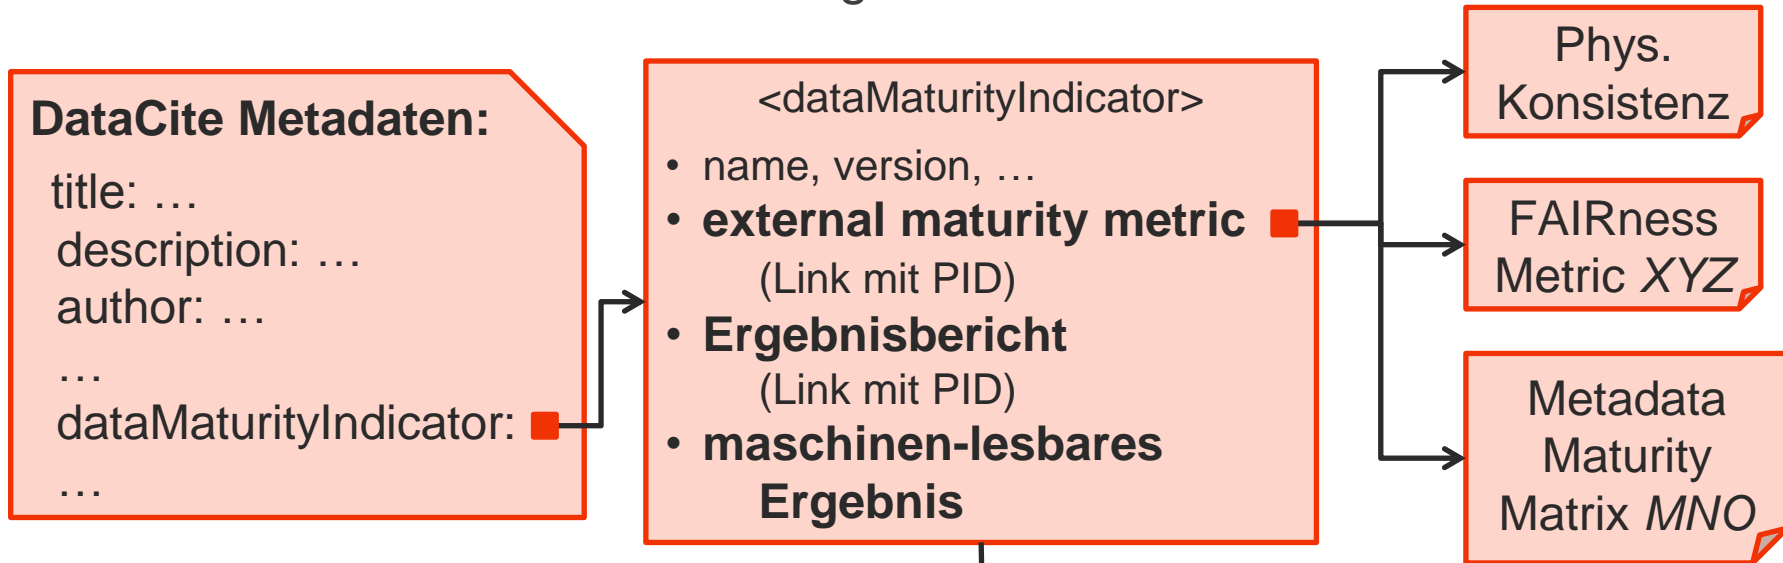 DataCite Metadaten:
title: …
description: …
author: …
…
dataMaturityIndicator:
…
<dataMaturityIndicator>
• name, version, …
• external maturity metric
(Link mit PID)
• Ergebnisbericht
(Link mit PID)
• maschinen-lesbares
Ergebnis
Phys.
Konsistenz
FAIRness
Metric XYZ
Metadata
Maturity
Matrix MNO